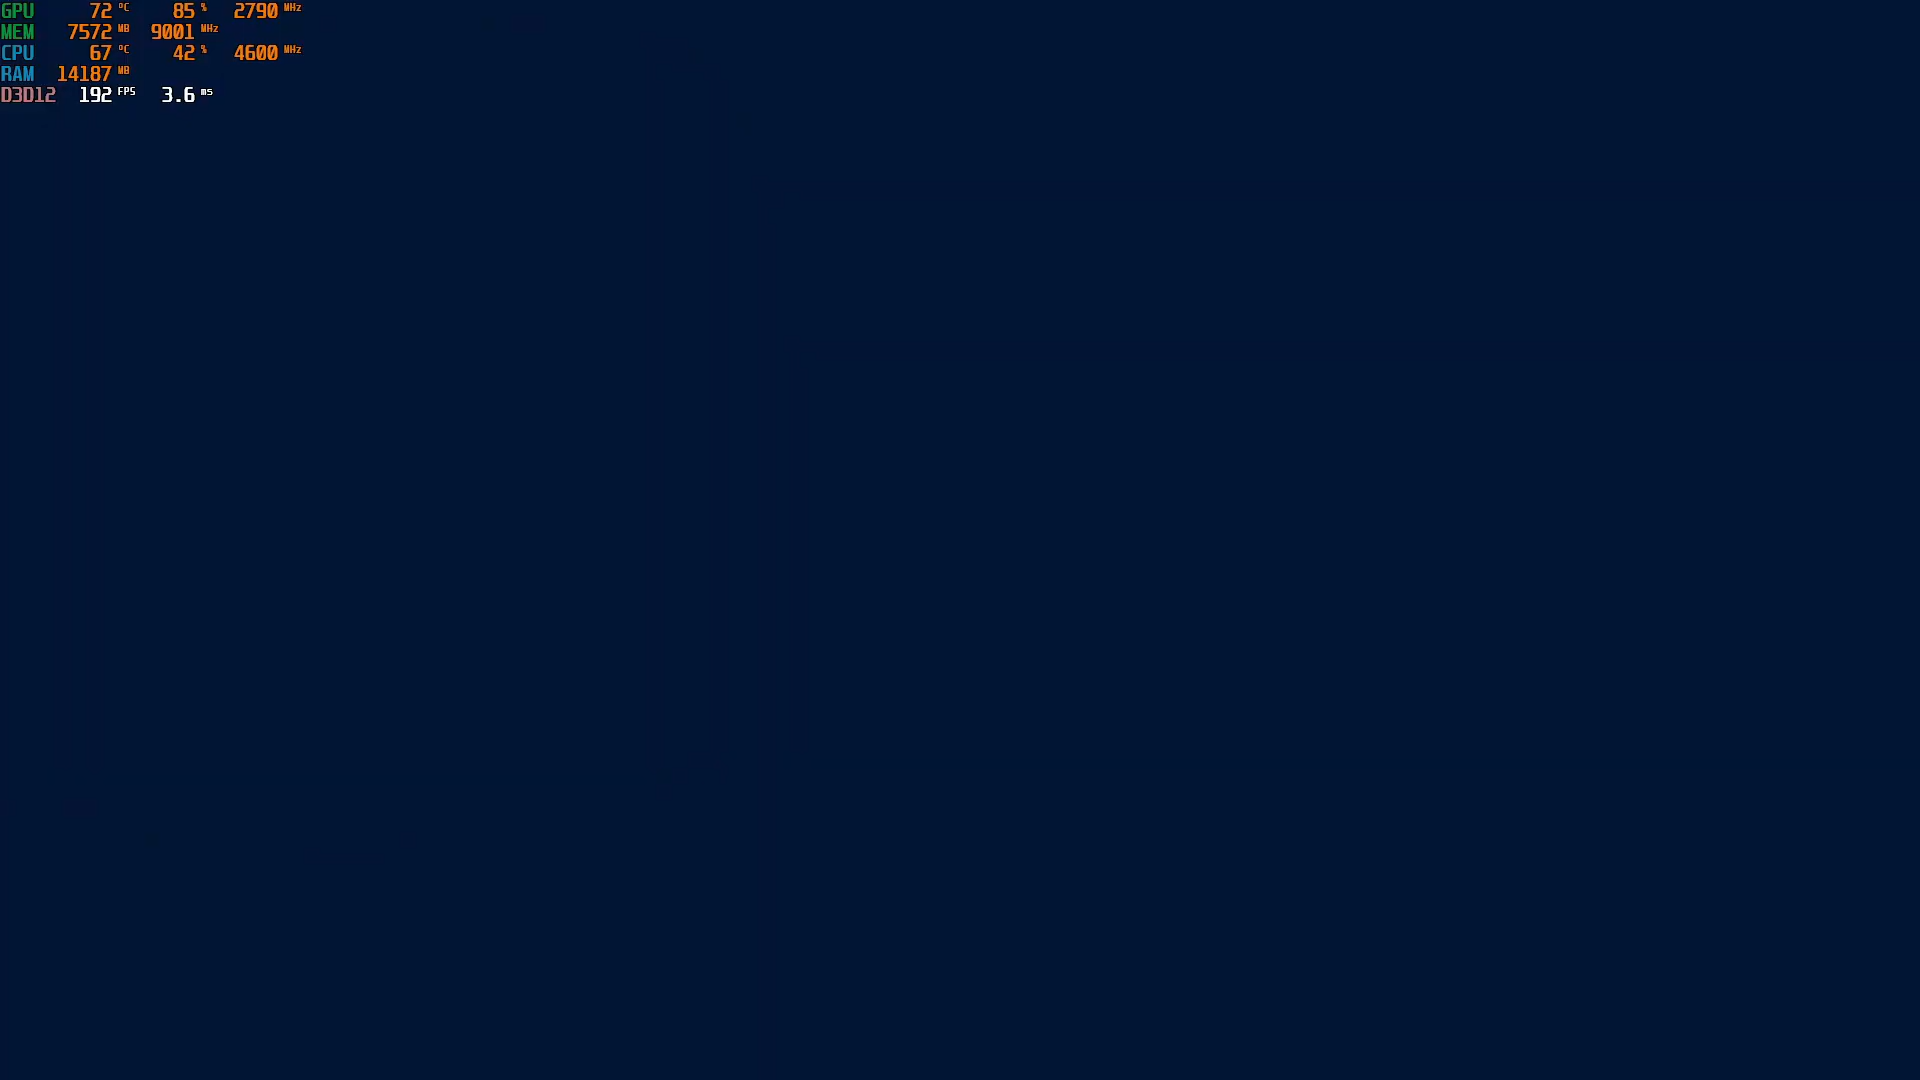 GPU 72 °C 85 % 2790 MHz
MEM 7572 MB 9001 MHz
CPU 67 °C 42 % 4600 MHz
RAM 14187 MB
D3D12 192 FPS 3.6 ms